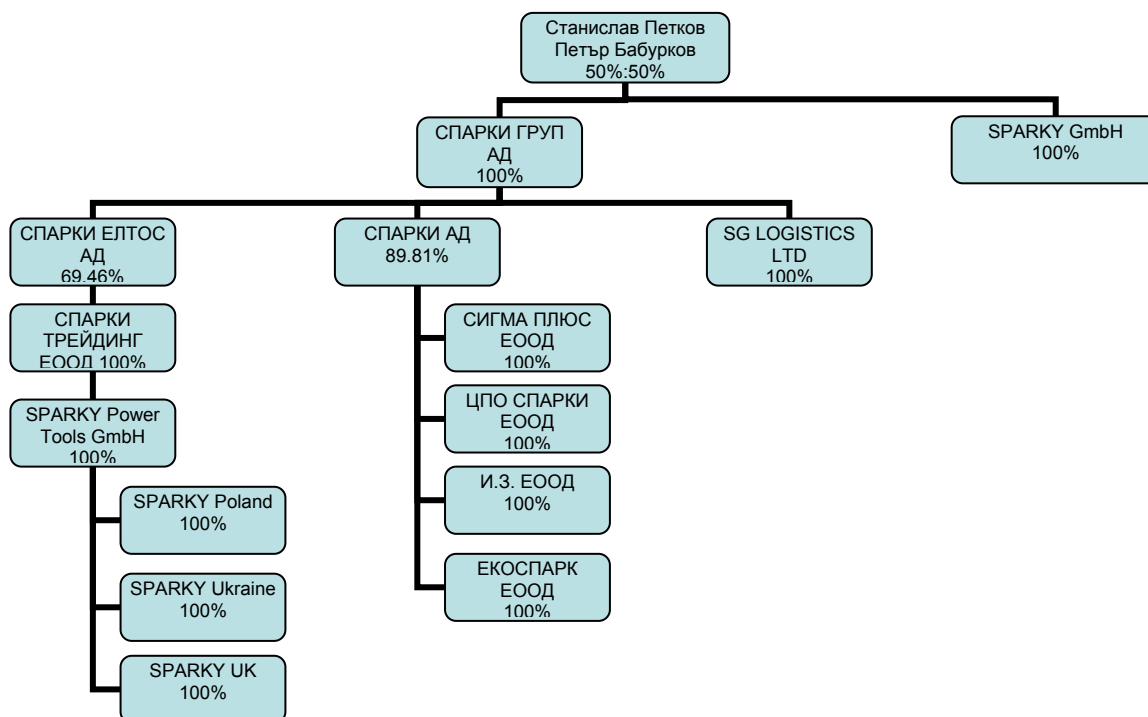 Станислав Петков
Петър Бабурков
50%:50%
СПАРКИ ГРУП
АД
100%
SPARKY GmbH
100%
СПАРКИ ЕЛТОС
АД
69.46%
СПАРКИ АД
89.81%
SG LOGISTICS
LTD
100%
СПАРКИ
ТРЕЙДИНГ
ЕООД 100%
SPARKY Power
Tools GmbH
100%
SPARKY Poland
100%
SPARKY Ukraine
100%
SPARKY UK
100%
СИГМА ПЛЮС
ЕООД
100%
ЦПО СПАРКИ
ЕООД
100%
И.З. ЕООД
100%
ЕКОСПАРК
ЕООД
100%